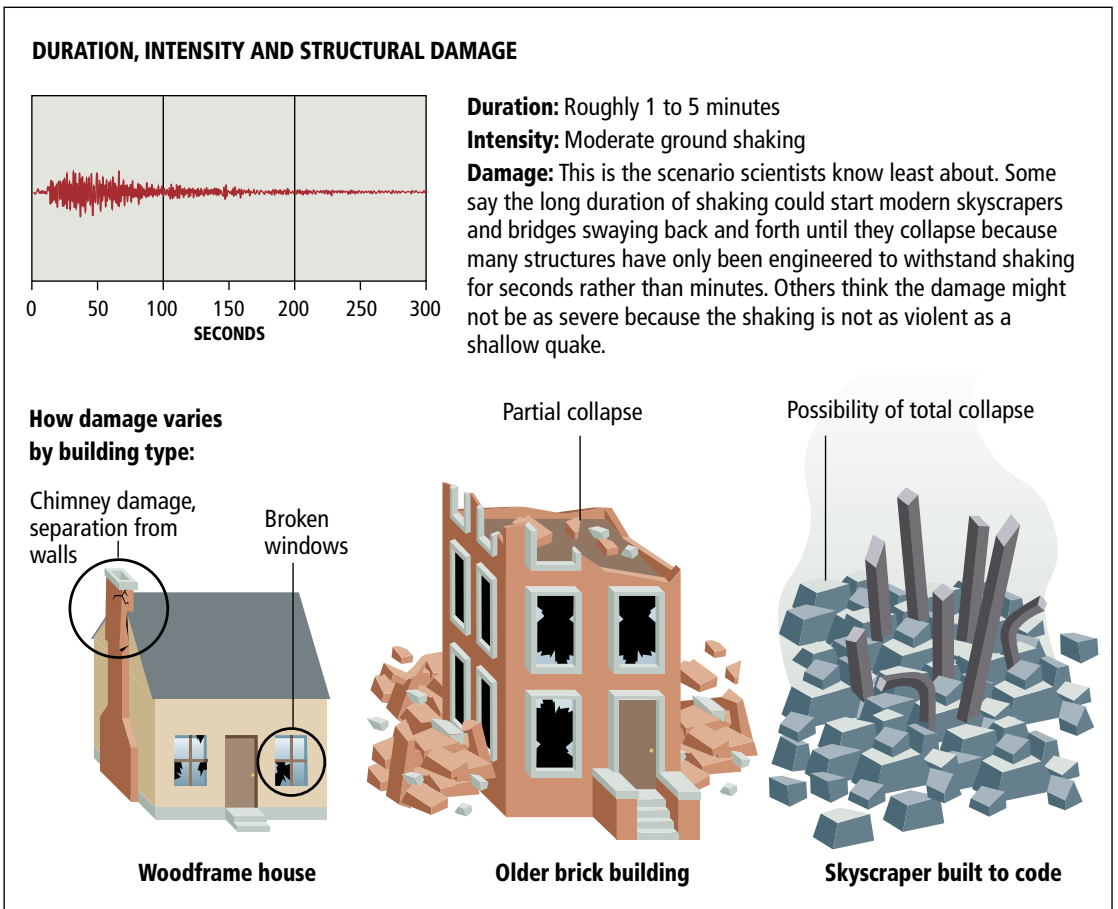 DURATION, INTENSITY AND STRUCTURAL DAMAGE
0 50 100 150 200 250 300
SECONDS
Duration: Roughly 1 to 5 minutes
Intensity: Moderate ground shaking
Damage: This is the scenario scientists know least about. Some
say the long duration of shaking could start modern skyscrapers
and bridges swaying back and forth until they collapse because
many structures have only been engineered to withstand shaking
for seconds rather than minutes. Others think the damage might
not be as severe because the shaking is not as violent as a
shallow quake.
How damage varies
by building type:
Chimney damage,
separation from
walls
Broken
windows
Woodframe house
Partial collapse
Older brick building
Possibility of total collapse
Skyscraper built to code